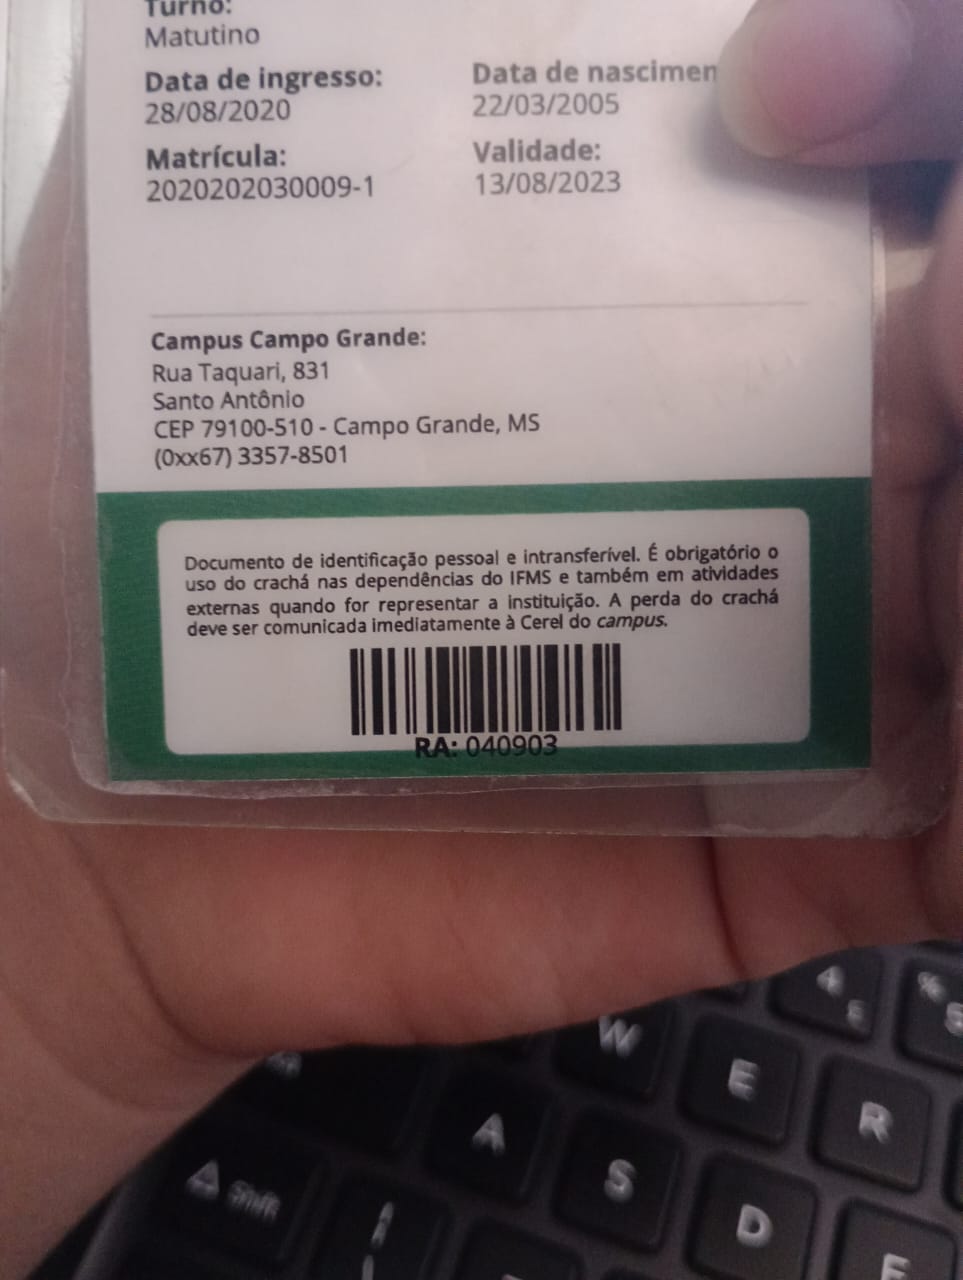 Turno:
Matutino
Data de ingresso:
28/08/2020
Data de nascimen
22/03/2005
Matrícula:
2020202030009-1
Validade:
13/08/2023
Campus Campo Grande:
Rua Taquari, 831
Santo Antônio
CEP 79100-510 - Campo Grande, MS
(0xx67) 3357-8501
Documento de identificação pessoal e intransferível. É obrigatório o
uso do crachá nas dependências do IFMS e também em atividades
externas quando for representar a instituição. A perda do crachá
deve ser comunicada imediatamente à Cerel do campus.
RA: 040903
4
%
5
W
E
R
A
S
D
F
Shift